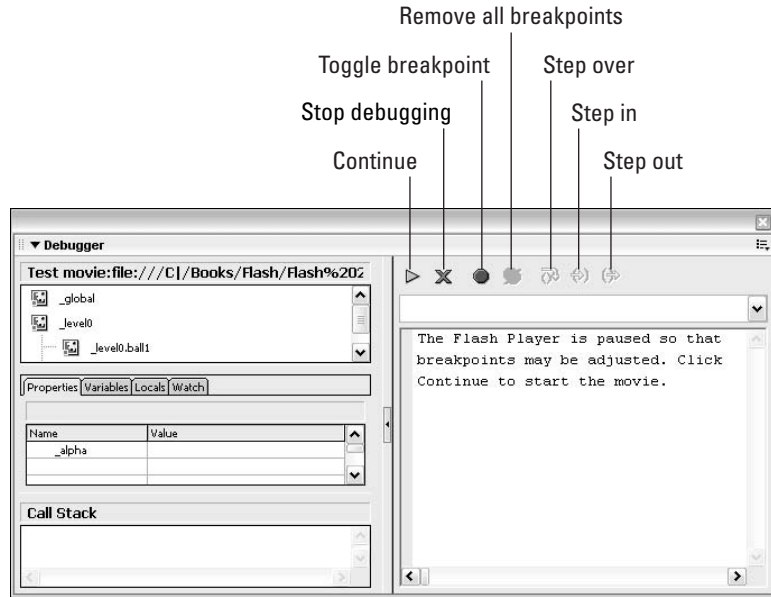 Remove all breakpoints
Toggle breakpoint
Step over
Stop debugging
Step in
Continue
Step out
Debugger
Test movie:file:///C|/Books/Flash/Flash%202
_global
_level0
_level0.ball1
Properties
Variables
Locals
Watch
Name
Value
_alpha
Call Stack
The Flash Player is paused so that
breakpoints may be adjusted. Click
Continue to start the movie.